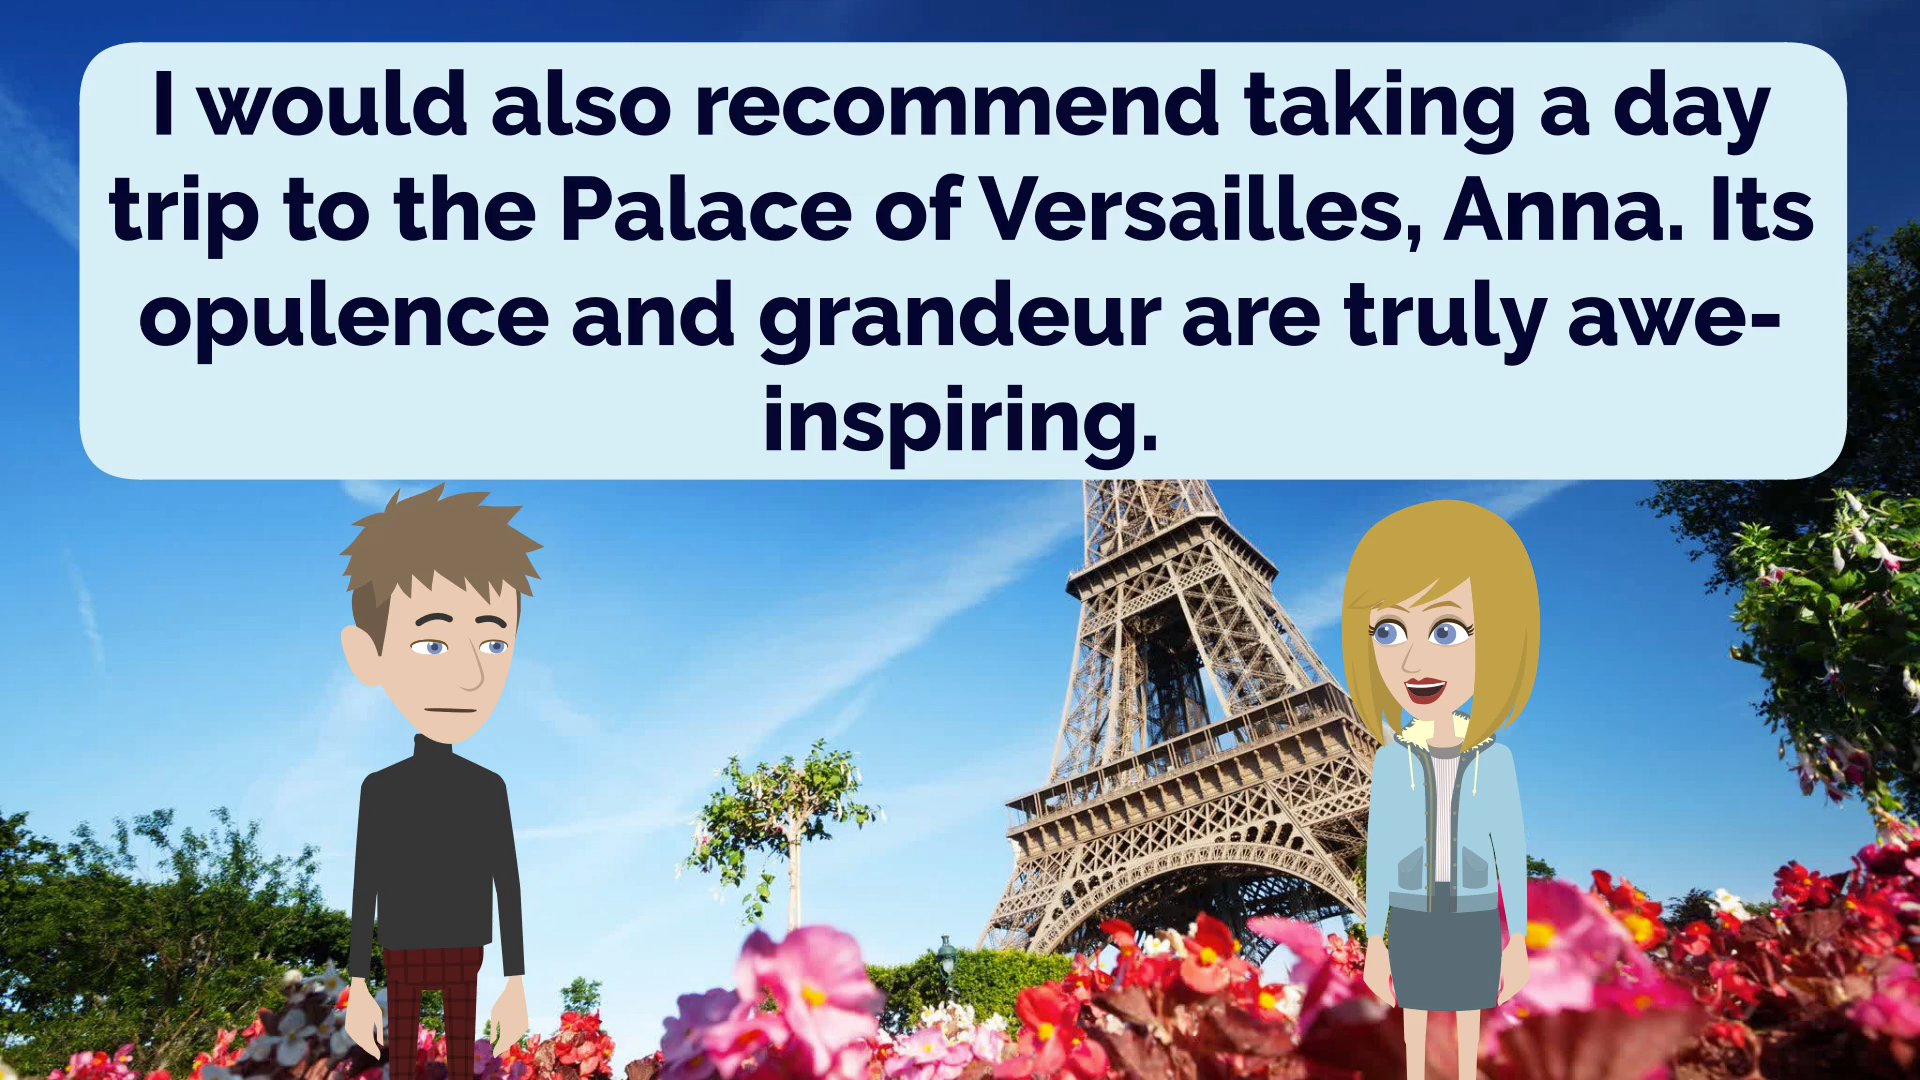 I would also recommend taking a day
trip to the Palace of Versailles, Anna. Its
opulence and grandeur are truly awe-
inspiring.